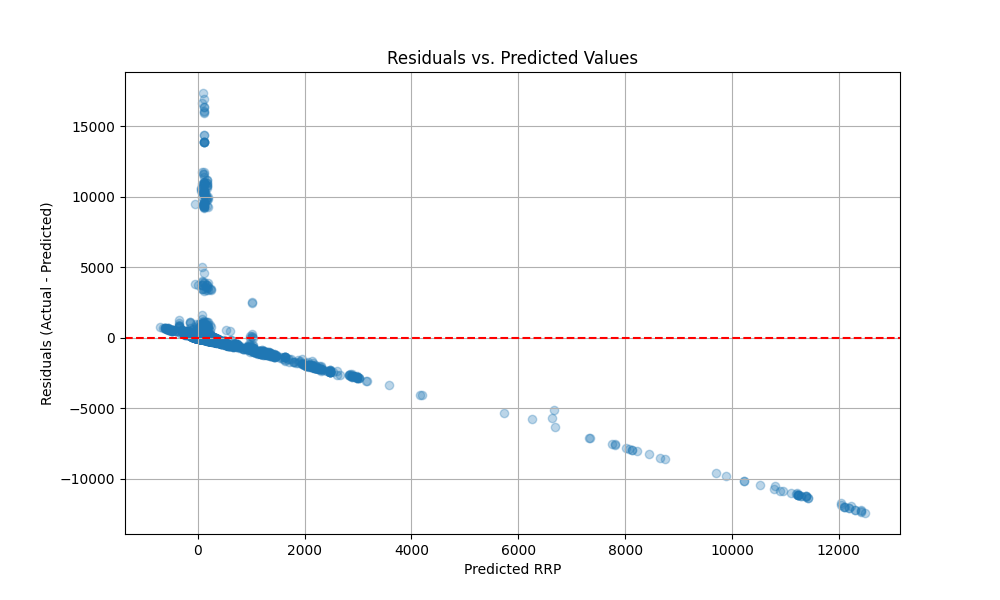 Residuals vs. Predicted Values
Residuals (Actual - Predicted)
15000
10000
5000
0
−5000
−10000
0 2000 4000 6000 8000 10000 12000
Predicted RRP